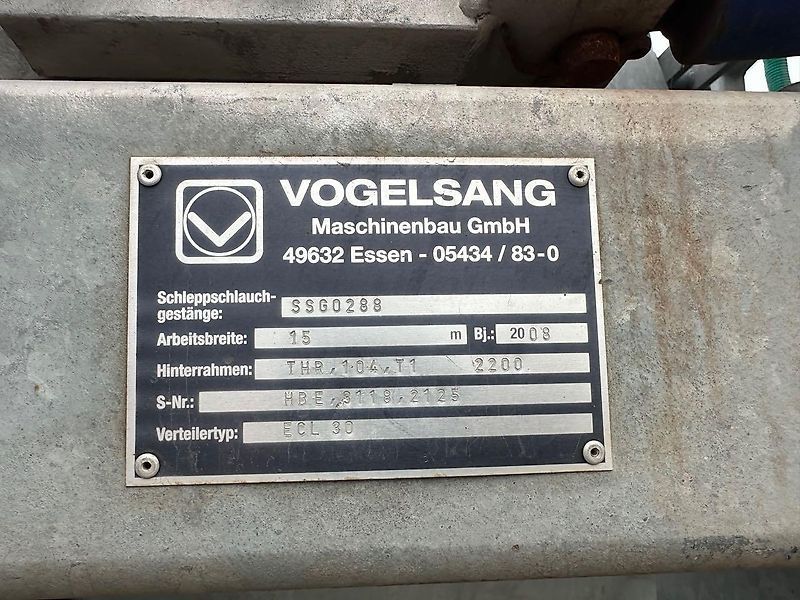 VOGELSANG
Maschinenbau GmbH
49632 Essen - 05434 / 83-0
Schleppschlauch-
gestänge: SSG0288
Arbeitsbreite: 15 m Bj.: 2008
Hinterrahmen: THR,104,T1 2200
S-Nr.: HBE,8119,2125
Verteilertyp: ECL 30